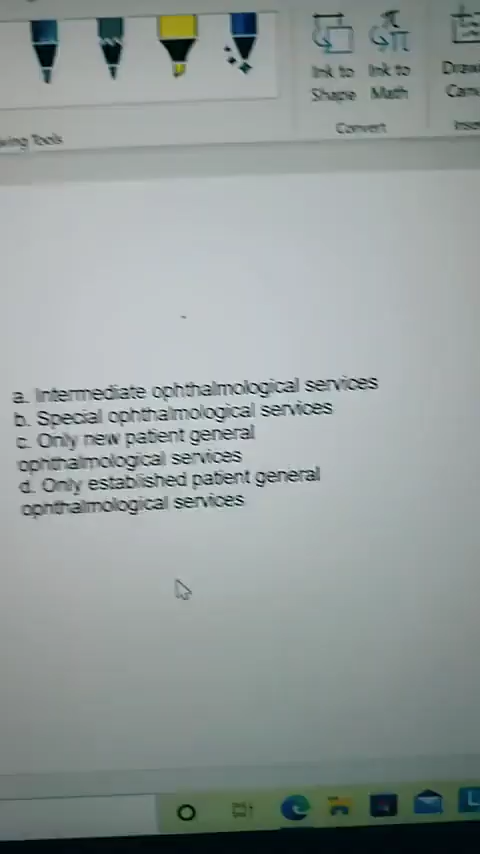 Ink to Shape
Ink to Math
Convert
a. Intermediate ophthalmological services
b. Special ophthalmological services
c. Only new patient general
ophthalmological services
d. Only established patient general
ophthalmological services